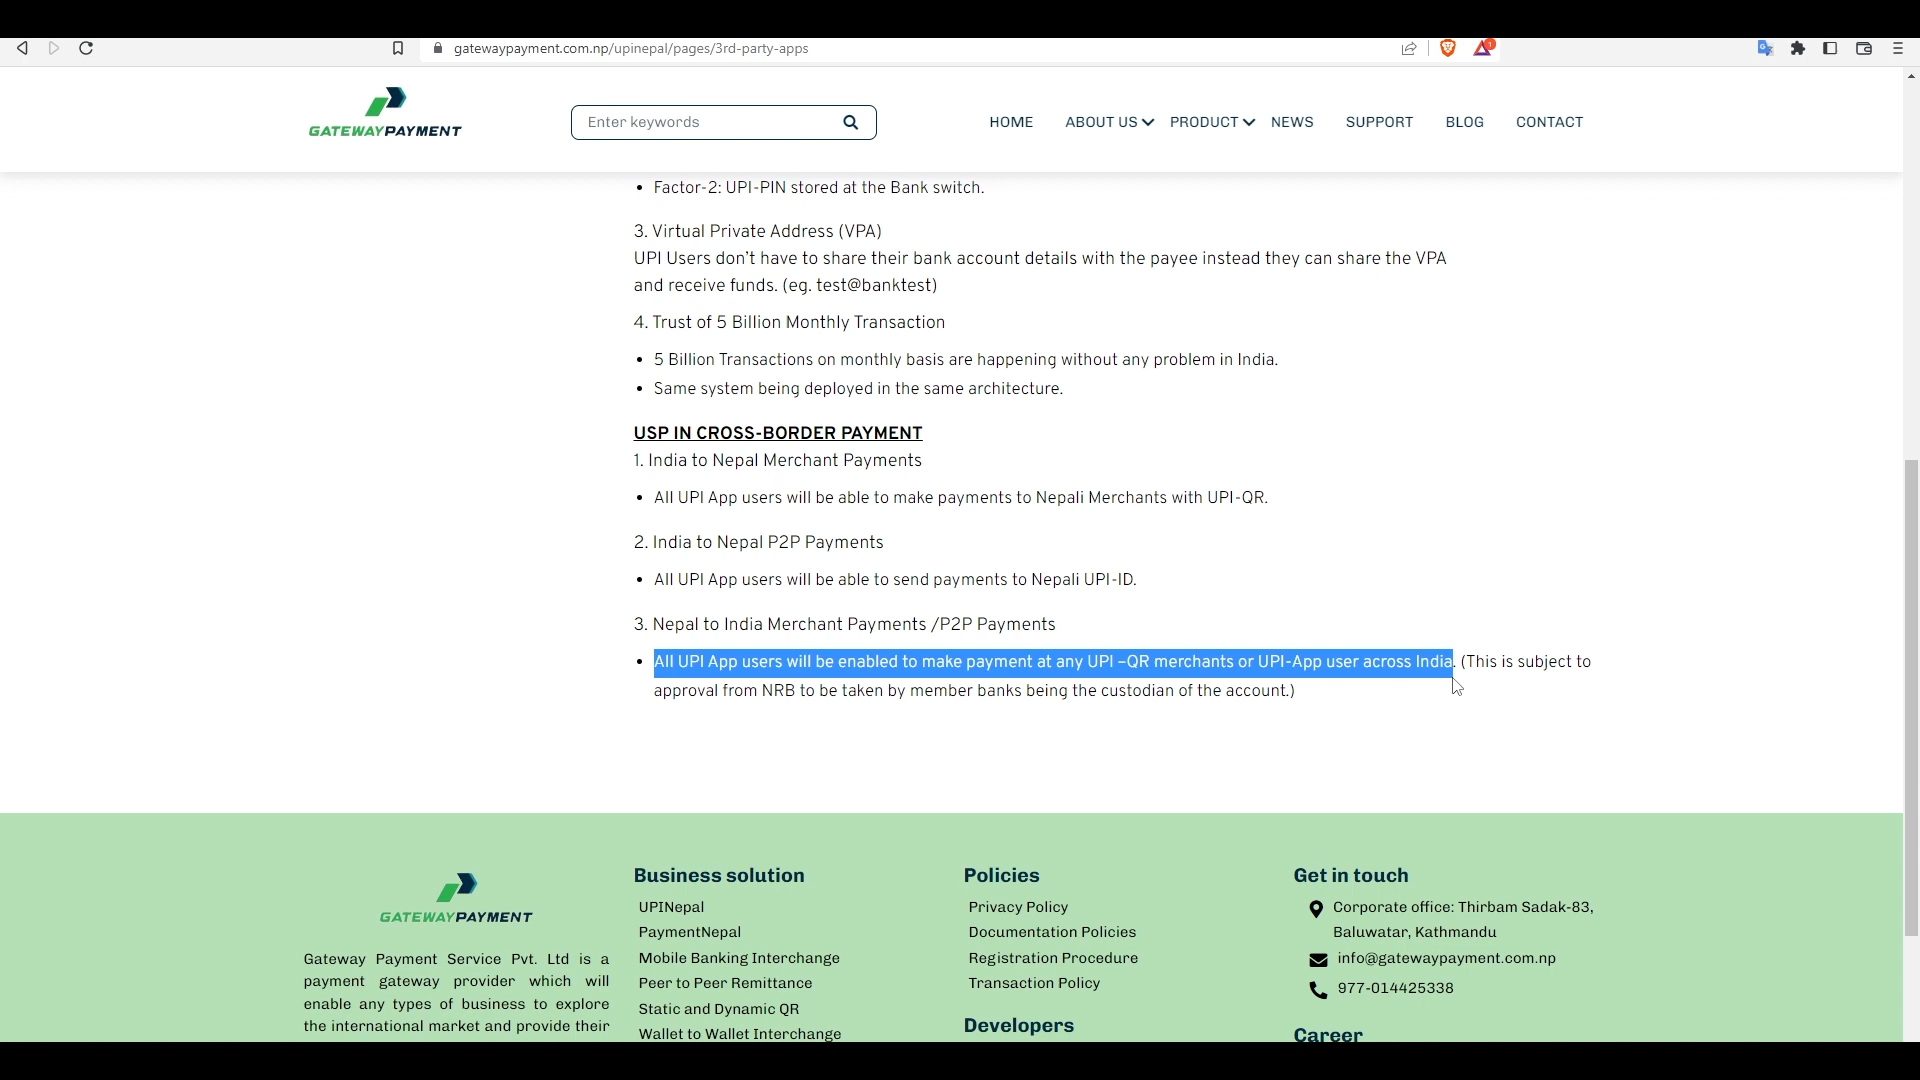 gatewaypayment.com.np/upinepal/pages/3rd-party-apps
1
GATEWAYPAYMENT
Enter keywords
HOME
ABOUT US
PRODUCT
NEWS
SUPPORT
BLOG
CONTACT
• Factor-2: UPI-PIN stored at the Bank switch.
3. Virtual Private Address (VPA)
UPI Users don't have to share their bank account details with the payee instead they can share the VPA
and receive funds. (eg. test@banktest)
4. Trust of 5 Billion Monthly Transaction
• 5 Billion Transactions on monthly basis are happening without any problem in India.
• Same system being deployed in the same architecture.
USP IN CROSS-BORDER PAYMENT
1. India to Nepal Merchant Payments
• All UPI App users will be able to make payments to Nepali Merchants with UPI-QR.
2. India to Nepal P2P Payments
• All UPI App users will be able to send payments to Nepali UPI-ID.
3. Nepal to India Merchant Payments /P2P Payments
• All UPI App users will be enabled to make payment at any UPI –QR merchants or UPI-App user across India. (This is subject to
approval from NRB to be taken by member banks being the custodian of the account.)
GATEWAYPAYMENT
Gateway Payment Service Pvt. Ltd is a
payment gateway provider which will
enable any types of business to explore
the international market and provide their
Business solution
UPINepal
PaymentNepal
Mobile Banking Interchange
Peer to Peer Remittance
Static and Dynamic QR
Wallet to Wallet Interchange
Policies
Privacy Policy
Documentation Policies
Registration Procedure
Transaction Policy
Developers
Get in touch
Corporate office: Thirbam Sadak-83,
Baluwatar, Kathmandu
info@gatewaypayment.com.np
977-014425338
Career